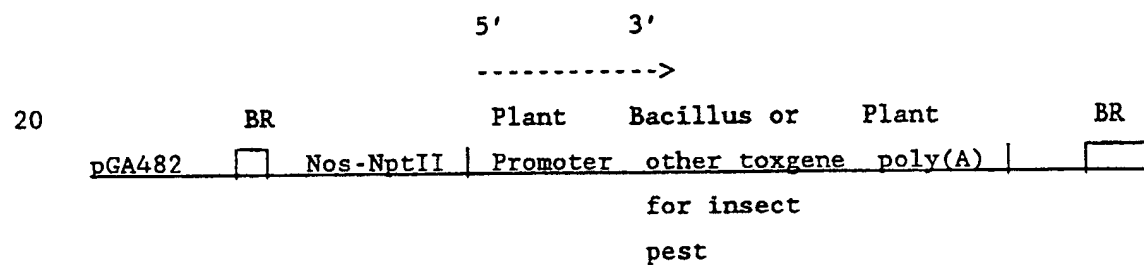 5' 3'
------------>
20 BR Plant Bacillus or Plant BR
pGA482 Nos-NptII Promoter other toxgene poly(A)
for insect
pest